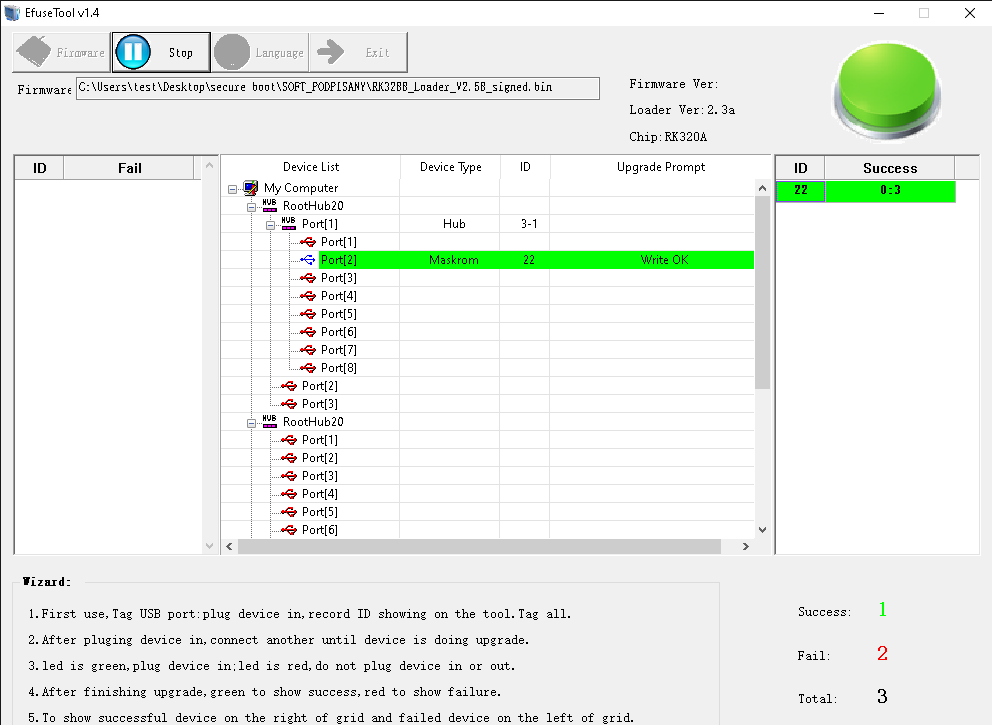 EfuseTool v1.4
Firmware
Stop
Language
Exit
Firmware
C:\Users\test\Desktop\secure boot\SOFT_PODPISANY\RK32BB_Loader_V2.5B_signed.bin
Firmware Ver:
Loader Ver:2.3a
Chip:RK320A
ID Fail
Device List Device Type ID Upgrade Prompt
ID Success
22 0:3
My Computer
HUB RootHub20
HUB Port[1] Hub 3-1
Port[1]
Port[2] Maskrom 22 Write OK
Port[3]
Port[4]
Port[5]
Port[6]
Port[7]
Port[8]
Port[2]
Port[3]
HUB RootHub20
Port[1]
Port[2]
Port[3]
Port[4]
Port[5]
Port[6]
Wizard:
1.First use,Tag USB port:plug device in,record ID showing on the tool.Tag all.
2.After pluging device in,connect another until device is doing upgrade.
3.led is green,plug device in;led is red,do not plug device in or out.
4.After finishing upgrade,green to show success,red to show failure.
5.To show successful device on the right of grid and failed device on the left of grid.
Success: 1
Fail: 2
Total: 3